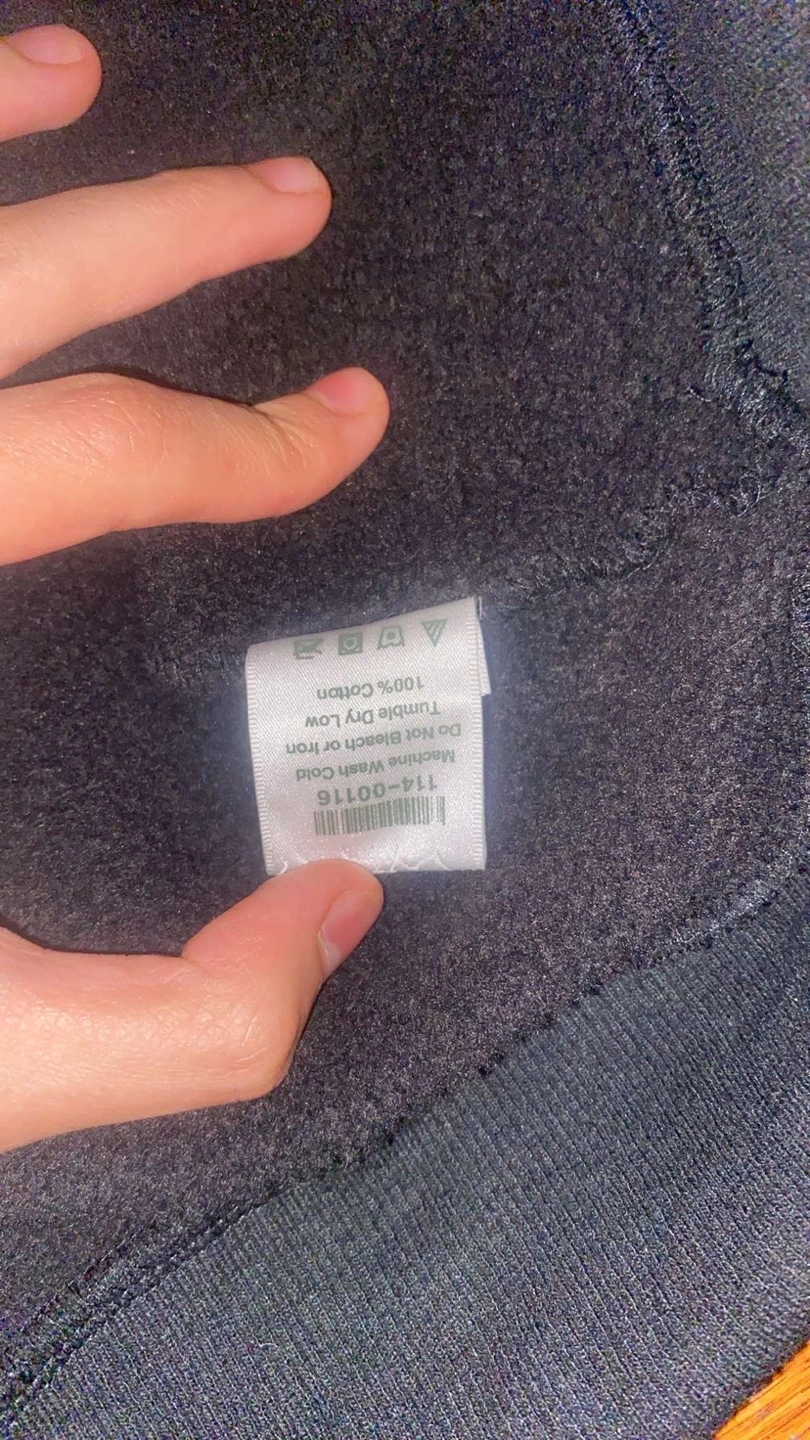 114-00116
Machine Wash Cold
Do Not Bleach or Iron
Tumble Dry Low
100% Cotton